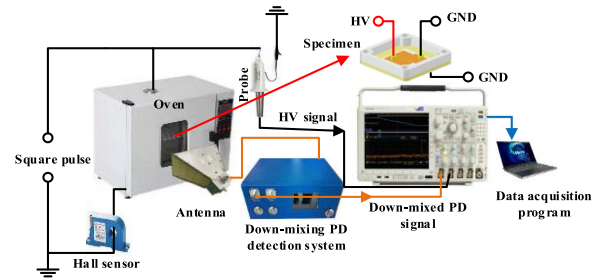 HV
GND
Specimen
GND
Oven
Probe
HV signal
Square pulse
Antenna
Down-mixing PD
detection system
Down-mixed PD
signal
Data acquisition
program
Hall sensor